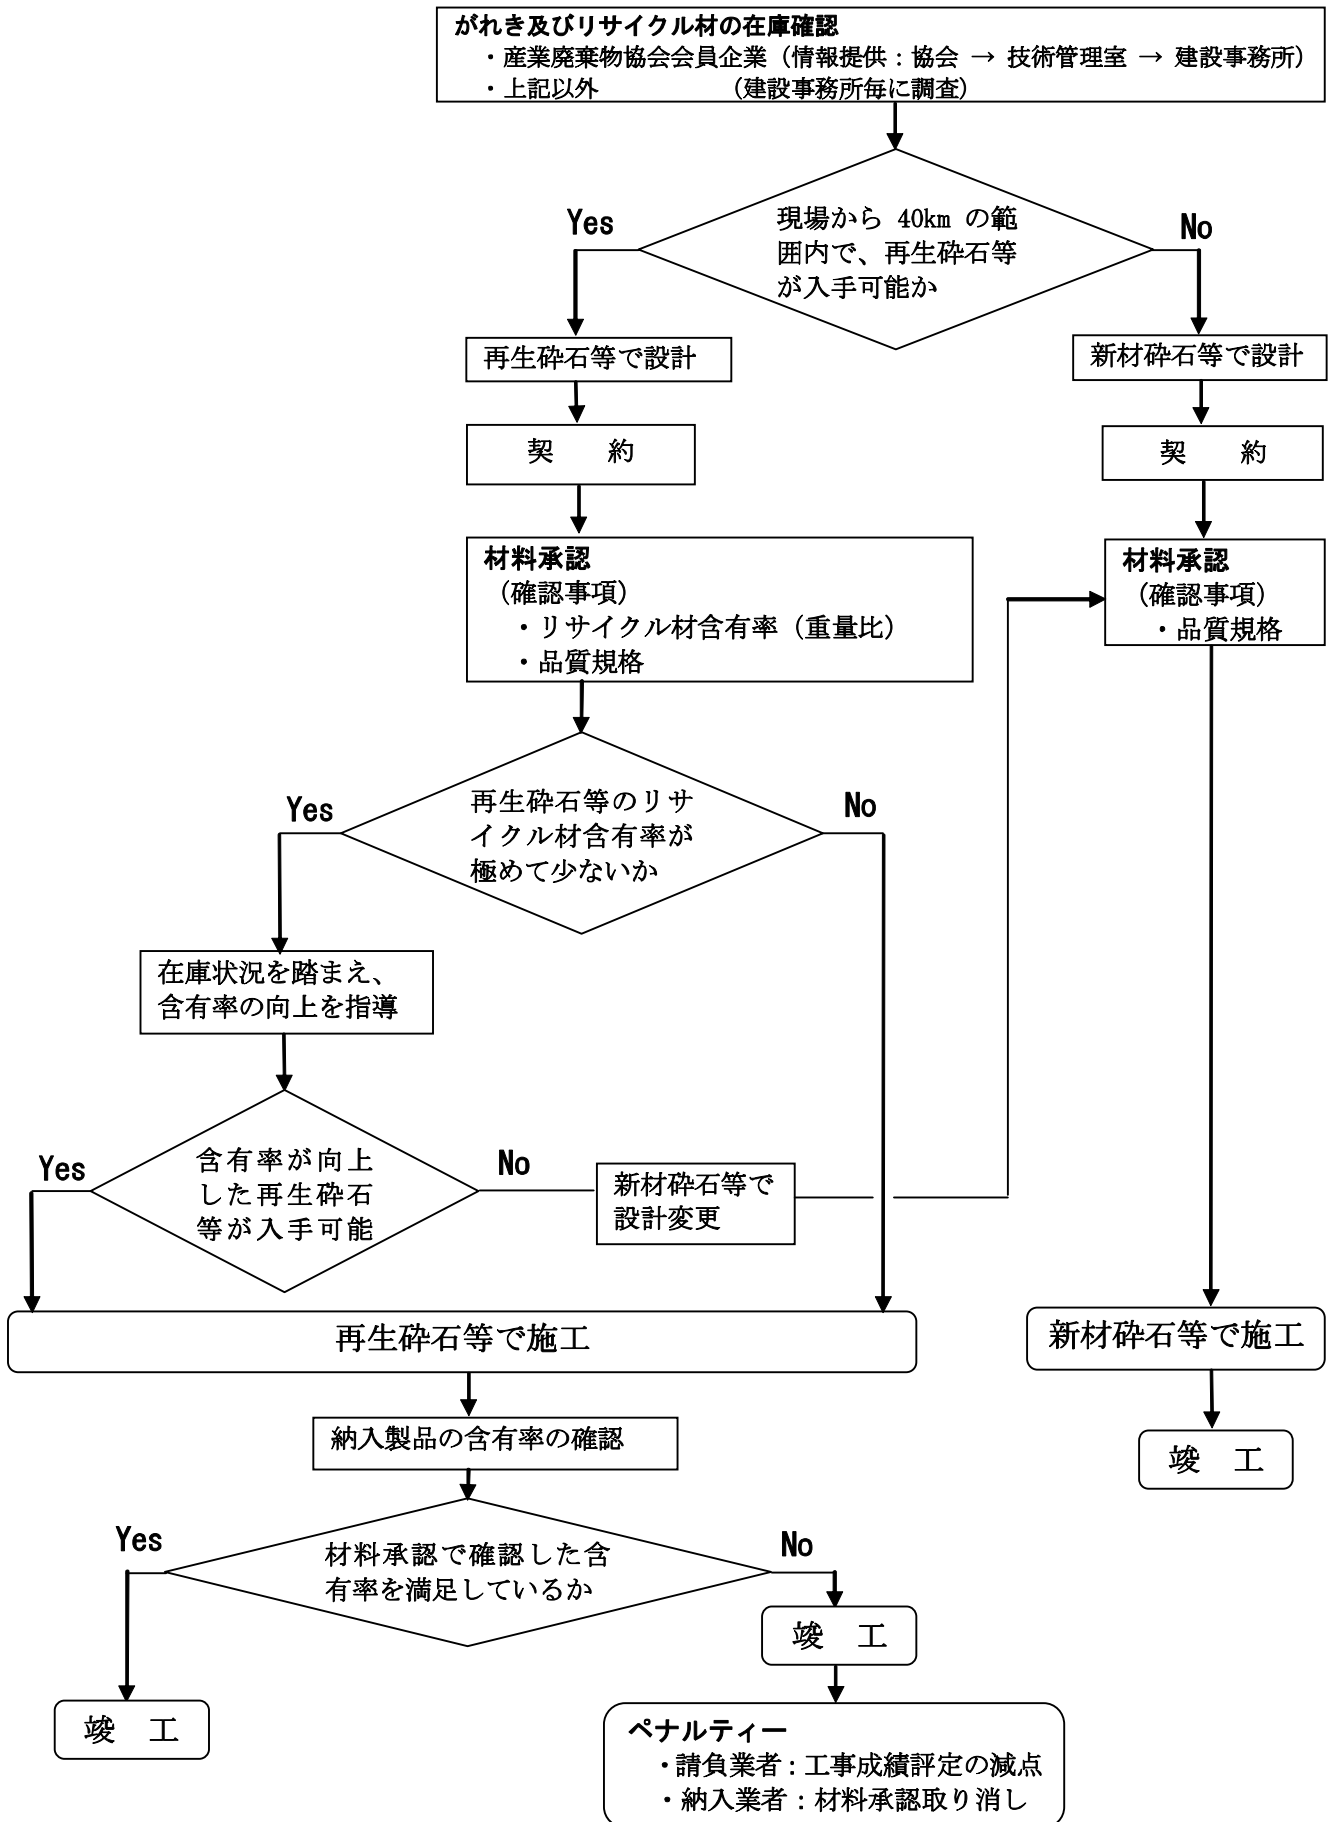 がれき及びリサイクル材の在庫確認
・産業廃棄物協会会員企業（情報提供：協会 → 技術管理室 → 建設事務所）
・上記以外　　　　　（建設事務所毎に調査）
現場から 40km の範
囲内で、再生砕石等
が入手可能か
Yes
No
再生砕石等で設計
新材砕石等で設計
契　　約
契　　約
材料承認
（確認事項）
・リサイクル材含有率（重量比）
・品質規格
材料承認
（確認事項）
・品質規格
再生砕石等のリサ
イクル材含有率が
極めて少ないか
Yes
No
在庫状況を踏まえ、
含有率の向上を指導
含有率が向上
した再生砕石
等が入手可能
Yes
No
新材砕石等で
設計変更
再生砕石等で施工
新材砕石等で施工
納入製品の含有率の確認
竣　工
材料承認で確認した含
有率を満足しているか
Yes
No
竣　工
竣　工
ペナルティー
・請負業者：工事成績評定の減点
・納入業者：材料承認取り消し